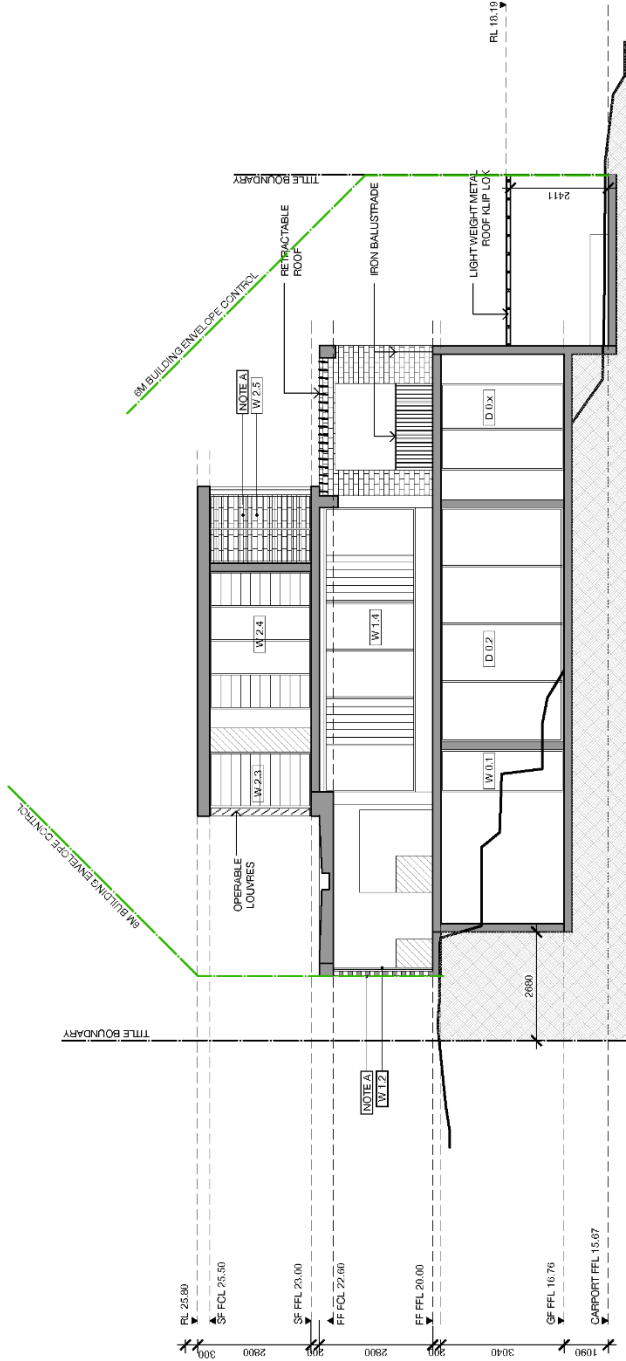 TITLE BOUNDARY
6M BUILDING ENVELOPE CONTROL
6M BUILDING ENVELOPE CONTROL
TITLE BOUNDARY
RL 25.80
SF FCL 25.50
SF FFL 23.00
FF FCL 22.60
FF FFL 20.00
GF FFL 16.76
CARPORT FFL 15.67
300
200
2800
3040
1090
OPERABLE
LOUVRES
W 2.3
W 2.4
NOTE A
W 2.5
RETRACTABLE
ROOF
IRON BALUSTRADE
LIGHT WEIGHT METAL
ROOF KLIP LOK
RL 18.19
NOTE A
W 1.2
W 1.4
W 0.1
D 0.2
D 0.x
2680
2411